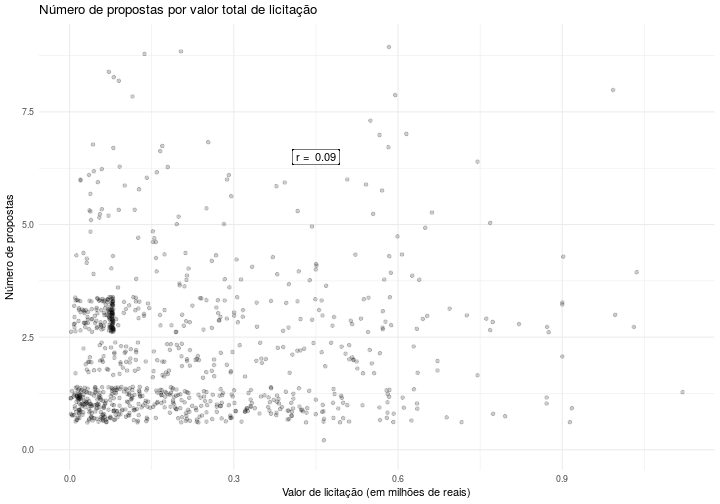 Número de propostas por valor total de licitação
Número de propostas
7.5
5.0
2.5
0.0
r = 0.09
0.0
0.3
0.6
0.9
Valor de licitação (em milhões de reais)